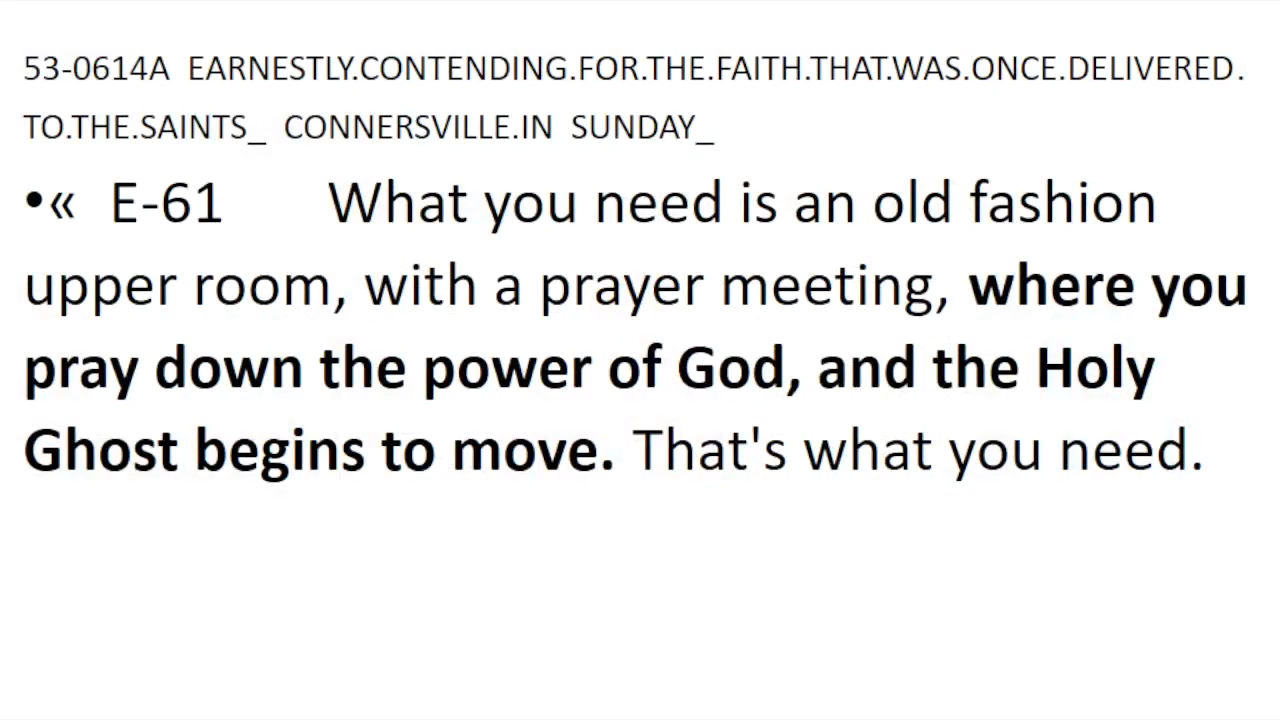 53-0614A EARNESTLY.CONTENDING.FOR.THE.FAITH.THAT.WAS.ONCE.DELIVERED.
TO.THE.SAINTS_ CONNERSVILLE.IN SUNDAY_
•« E-61 What you need is an old fashion
upper room, with a prayer meeting, where you
pray down the power of God, and the Holy
Ghost begins to move. That's what you need.